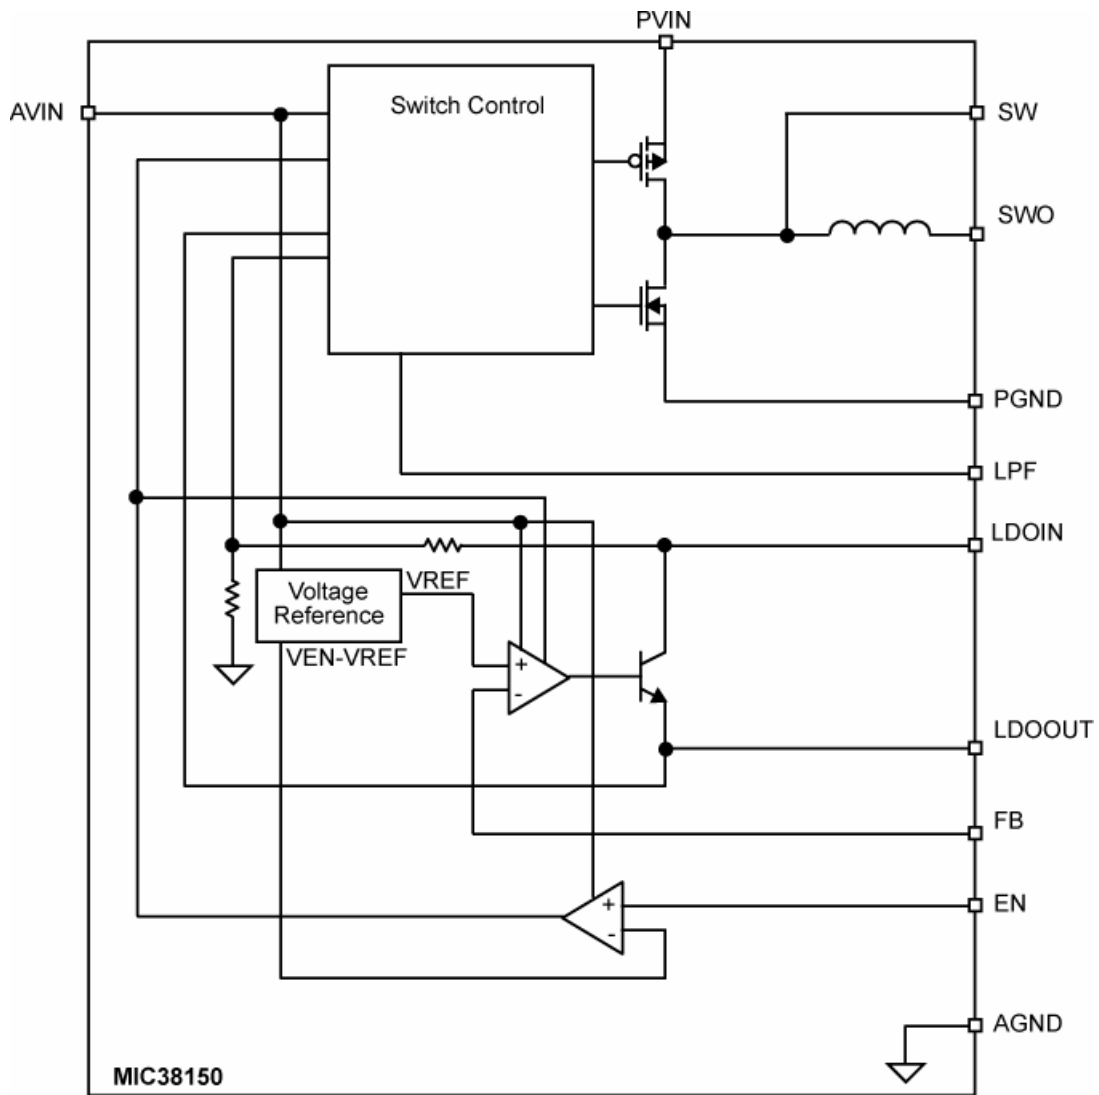 PVIN
AVIN
Switch Control
SW
SWO
PGND
LPF
LDOIN
Voltage
Reference
VREF
VEN-VREF
+
-
LDOOUT
FB
EN
+
-
AGND
MIC38150